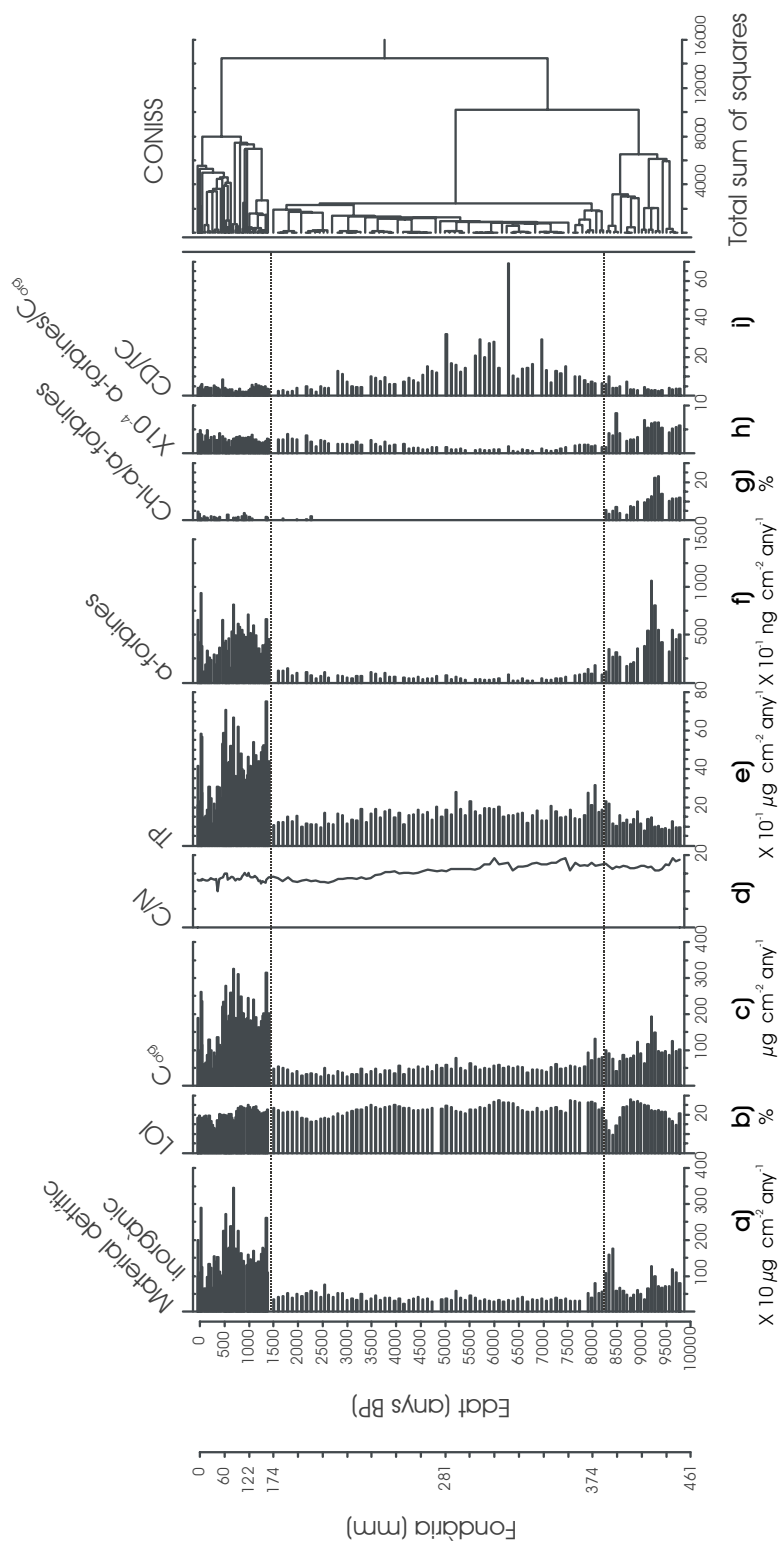 Fondària (mm)
0
60
122
174
281
374
461
Edat (anys BP)
0
500
1000
1500
2000
2500
3000
3500
4000
4500
5000
5500
6000
6500
7000
7500
8000
8500
9000
9500
10000
Material detrític
inorgànic
100
200
300
400
a)
X 10 µg cm-2 any-1
LOI
0
20
b)
%
Corg
100
200
300
400
c)
µg cm-2 any-1
C/N
20
d)
TP
0
20
40
60
80
e)
X 10-1 µg cm-2 any-1
α-forbines
500
1000
1500
f)
X 10-1 ng cm-2 any-1
Chl-α/α-forbines
0
20
g)
%
X10-4 α-forbines/Corg
10
h)
CD/TC
0
20
40
60
i)
CONISS
4000
8000
12000
16000
Total sum of squares